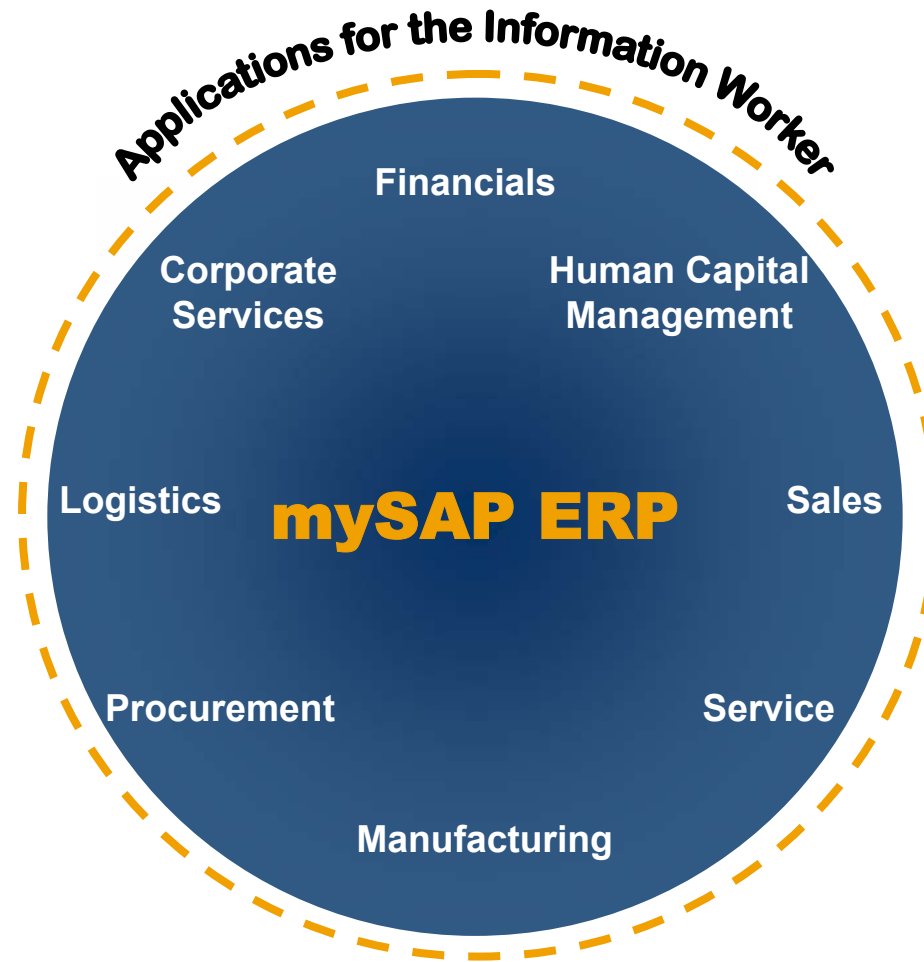 Applications for the Information Worker
Financials
Corporate
Services
Human Capital
Management
Logistics
mySAP ERP
Sales
Procurement
Service
Manufacturing